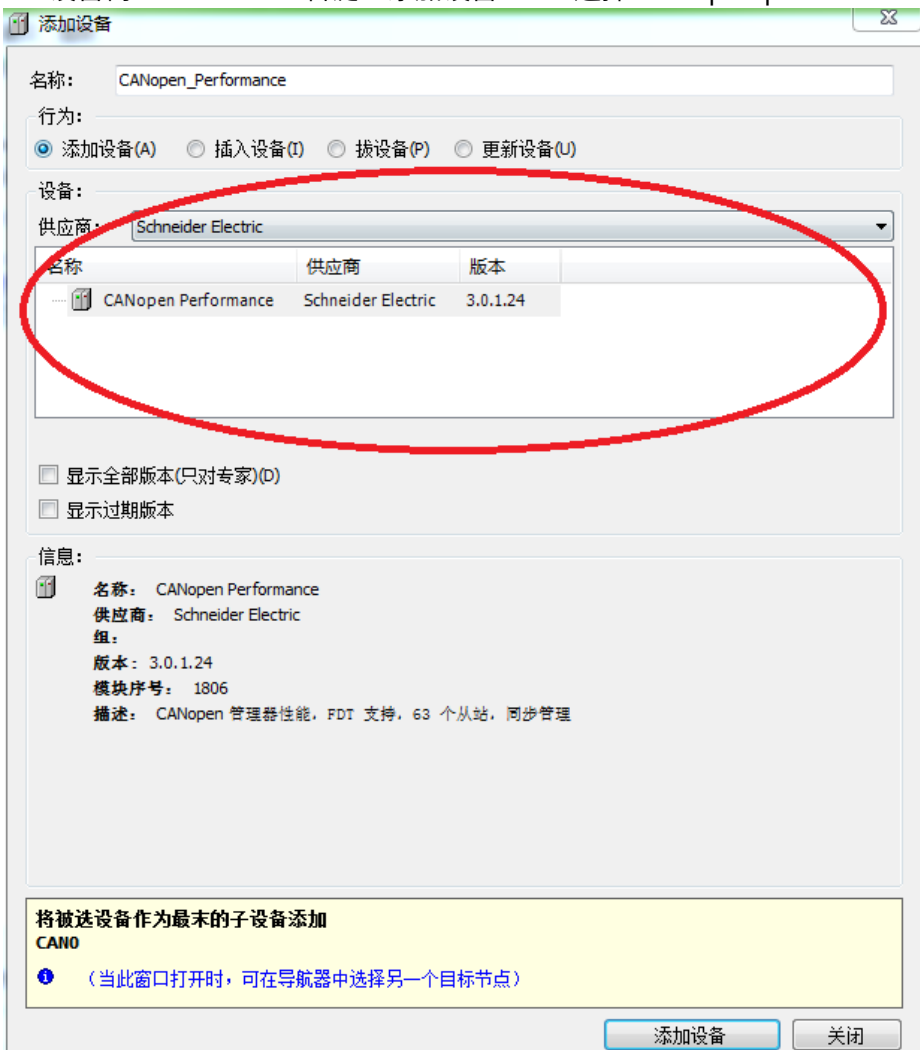 添加设备
名称： CANopen_Performance
行为：
添加设备(A) 插入设备(I) 拔设备(P) 更新设备(U)
设备：
供应商： Schneider Electric
名称 供应商 版本
CANopen Performance Schneider Electric 3.0.1.24
显示全部版本(只对专家)(D)
显示过期版本
信息：
名称： CANopen Performance
供应商： Schneider Electric
组：
版本： 3.0.1.24
模块序号： 1806
描述： CANopen 管理器性能，FDT 支持，63 个从站，同步管理
将被选设备作为最末的子设备添加
CAN0
（当此窗口打开时，可在导航器中选择另一个目标节点）
添加设备 关闭